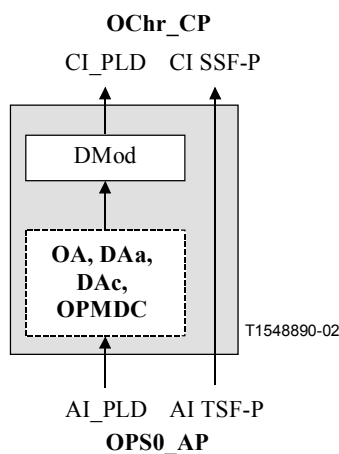 OChr_CP
CI_PLD CI SSF-P
DMod
OA, DAa,
DAc,
OPMDC
T1548890-02
AI_PLD AI TSF-P
OPS0_AP